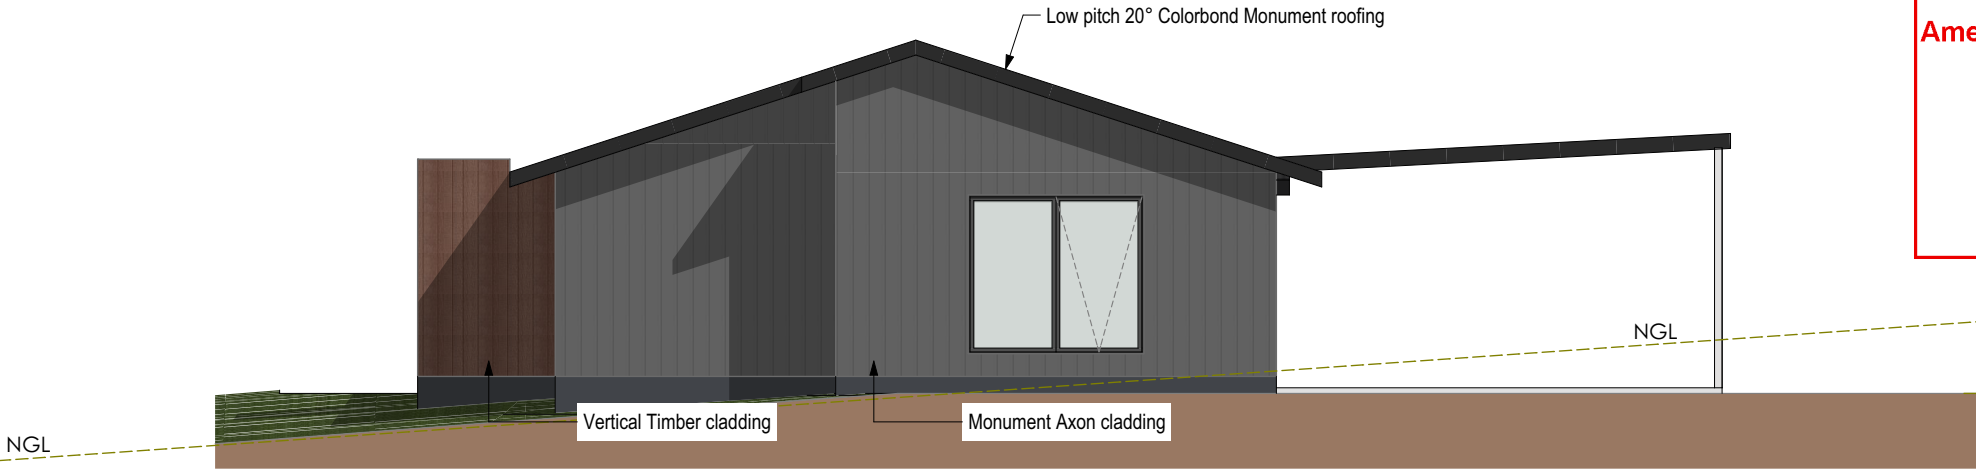 Low pitch 20° Colorbond Monument roofing
Ame
NGL
Vertical Timber cladding
Monument Axon cladding
NGL